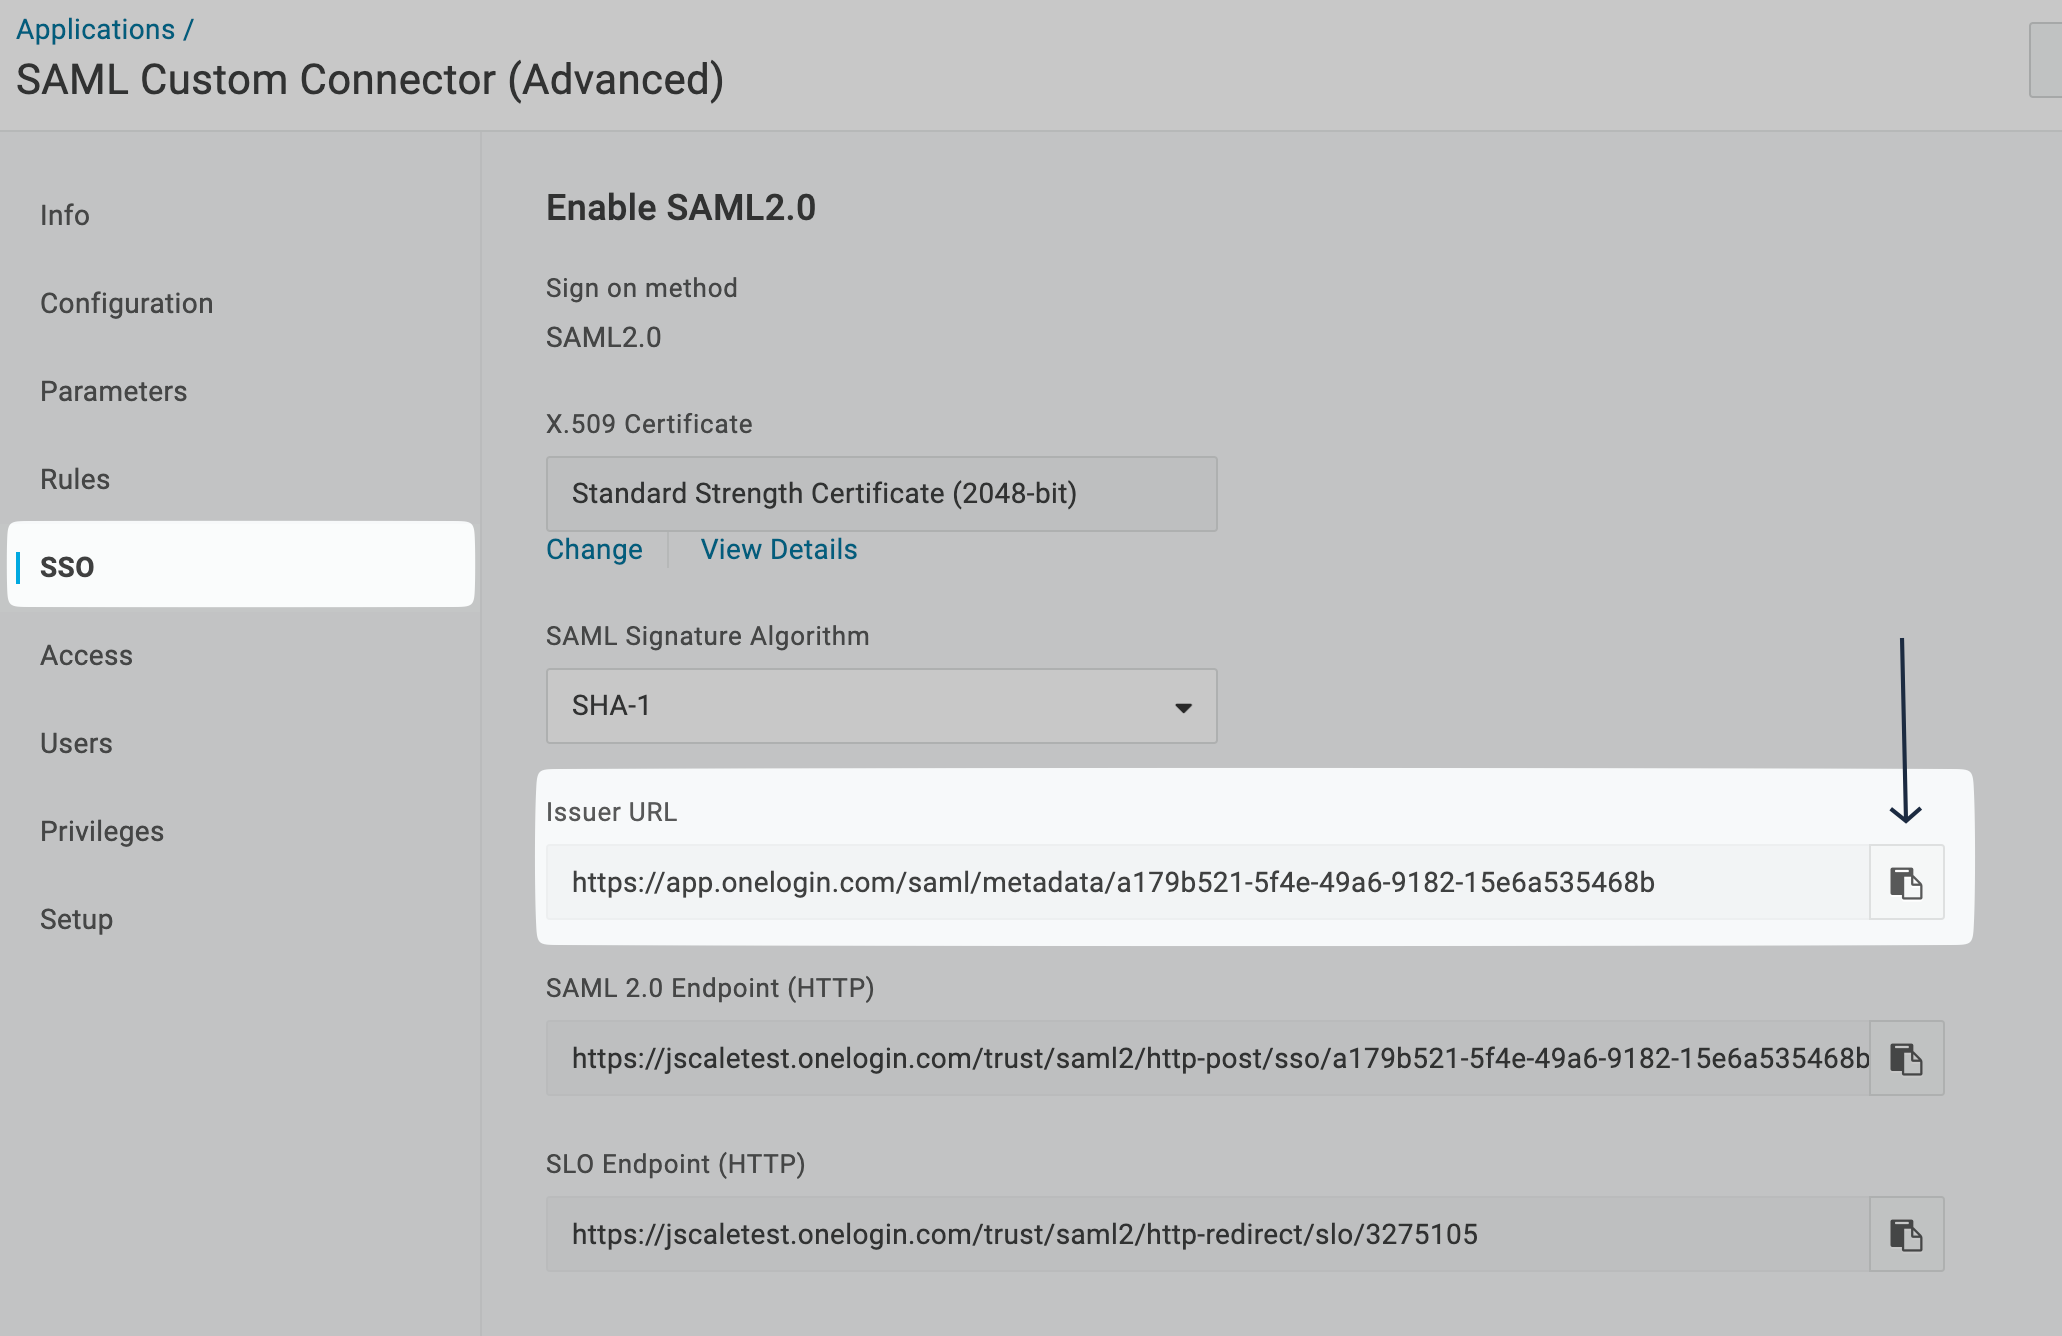 Applications /
SAML Custom Connector (Advanced)
Info
Configuration
Parameters
Rules
SSO
Access
Users
Privileges
Setup
Enable SAML2.0
Sign on method
SAML2.0
X.509 Certificate
Standard Strength Certificate (2048-bit)
Change View Details
SAML Signature Algorithm
SHA-1
Issuer URL
https://app.onelogin.com/saml/metadata/a179b521-5f4e-49a6-9182-15e6a535468b
SAML 2.0 Endpoint (HTTP)
https://jscaletest.onelogin.com/trust/saml2/http-post/sso/a179b521-5f4e-49a6-9182-15e6a535468b
SLO Endpoint (HTTP)
https://jscaletest.onelogin.com/trust/saml2/http-redirect/slo/3275105